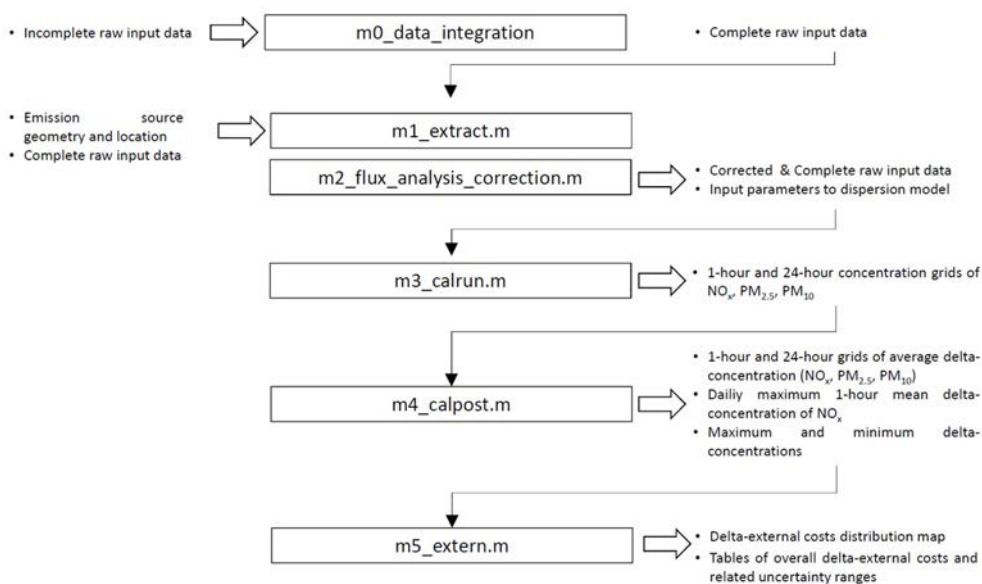 • Incomplete raw input data
m0_data_integration
• Complete raw input data
• Emission source
geometry and location
• Complete raw input data
m1_extract.m
m2_flux_analysis_correction.m
• Corrected & Complete raw input data
• Input parameters to dispersion model
m3_calrun.m
• 1-hour and 24-hour concentration grids of
NOₓ, PM₂.₅, PM₁₀
m4_calpost.m
• 1-hour and 24-hour grids of average delta-
concentration (NOₓ, PM₂.₅, PM₁₀)
• Dailiy maximum 1-hour mean delta-
concentration of NOₓ
• Maximum and minimum delta-
concentrations
m5_extern.m
• Delta-external costs distribution map
• Tables of overall delta-external costs and
related uncertainty ranges